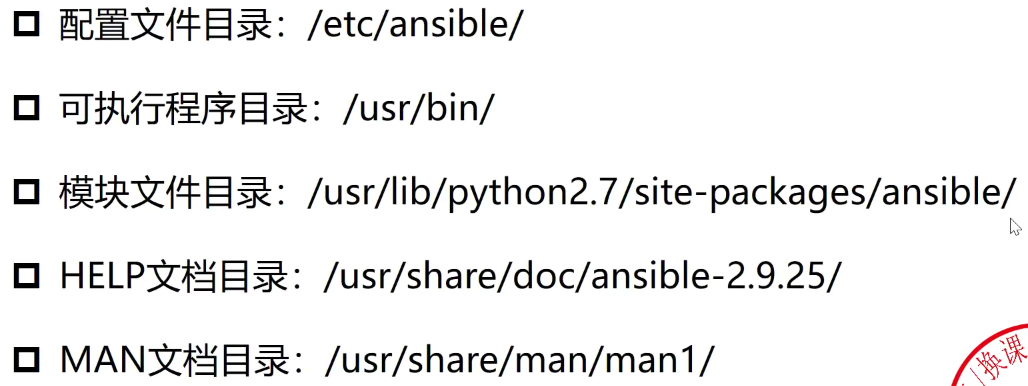 配置文件目录：/etc/ansible/
可执行程序目录：/usr/bin/
模块文件目录：/usr/lib/python2.7/site-packages/ansible/
HELP文档目录：/usr/share/doc/ansible-2.9.25/
MAN文档目录：/usr/share/man/man1/
换课